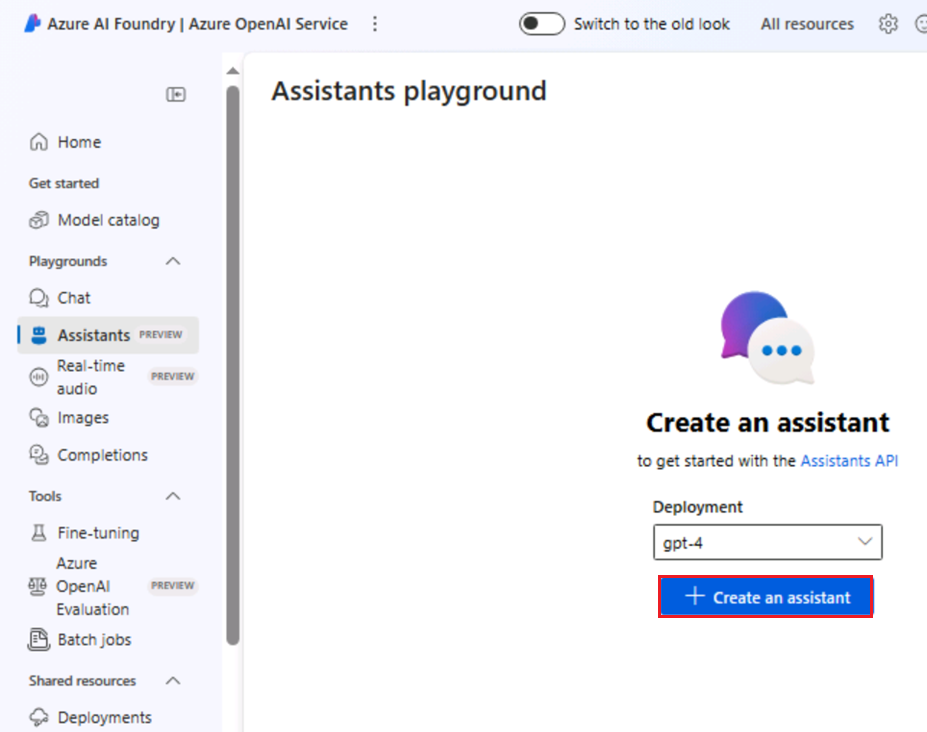 Azure AI Foundry | Azure OpenAI Service
Switch to the old look
All resources
Assistants playground
Home
Get started
Model catalog
Playgrounds
Chat
Assistants PREVIEW
Real-time
audio
PREVIEW
Images
Completions
Tools
Fine-tuning
Azure
OpenAI
Evaluation
PREVIEW
Batch jobs
Shared resources
Deployments
Create an assistant
to get started with the Assistants API
Deployment
gpt-4
Create an assistant